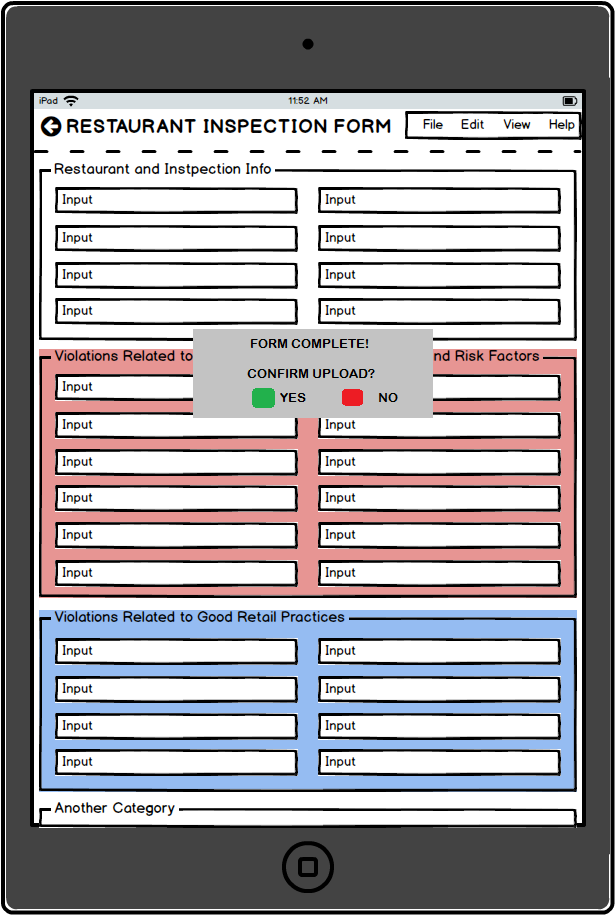 iPad 11:52 AM
RESTAURANT INSPECTION FORM File Edit View Help
Restaurant and Instpection Info
Input Input
Input Input
Input Input
Input Input
FORM COMPLETE!
Violations Related to nd Risk Factors
CONFIRM UPLOAD?
Input
YES NO
Input Input
Input Input
Input Input
Input Input
Input Input
Violations Related to Good Retail Practices
Input Input
Input Input
Input Input
Input Input
Another Category